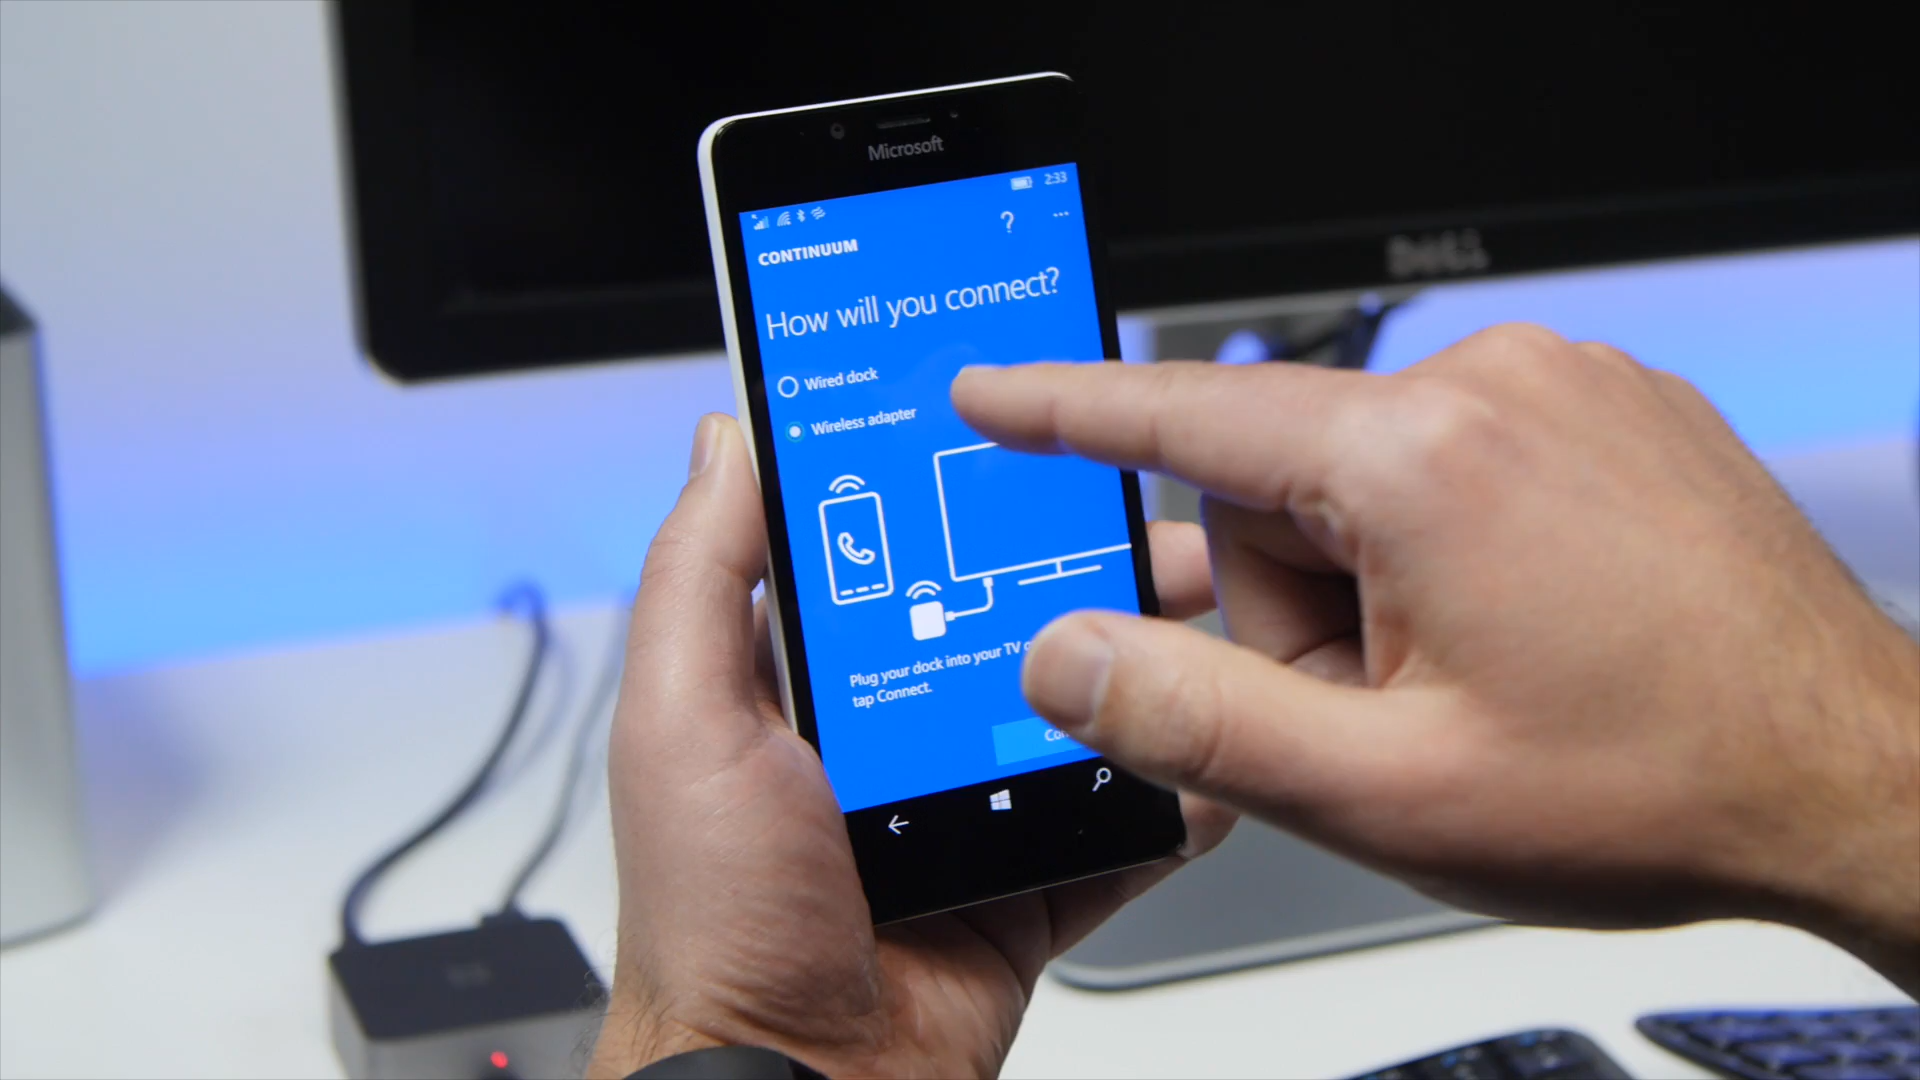 Microsoft
2:33
CONTINUUM
?
How will you connect?
Wired dock
Wireless adapter
Plug your dock into your TV
tap Connect.
DELL